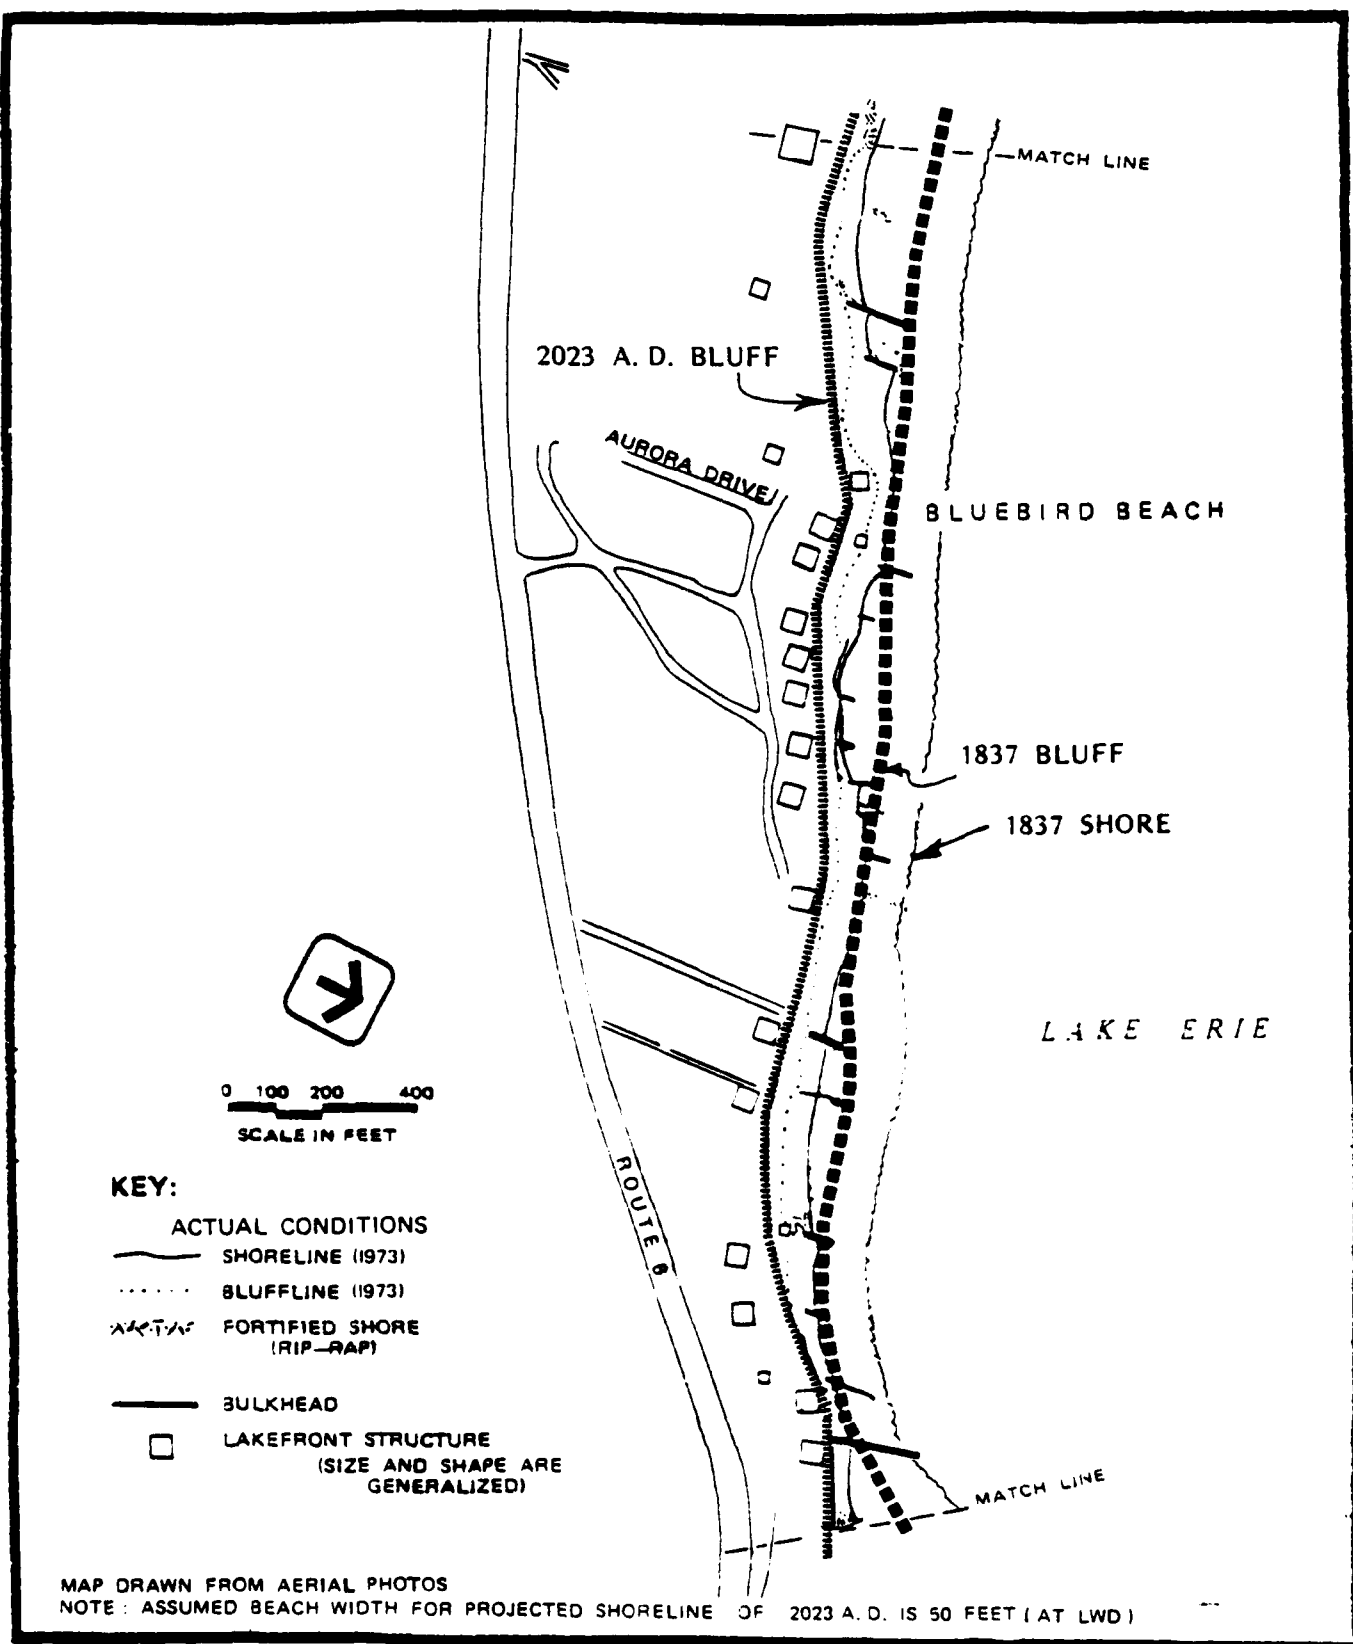 MATCH LINE
2023 A.D. BLUFF
AURORA DRIVE
BLUEBIRD BEACH
1837 BLUFF
1837 SHORE
LAKE ERIE
0 100 200 400
SCALE IN FEET
ROUTE 6
KEY:
ACTUAL CONDITIONS
SHORELINE (1973)
BLUFFLINE (1973)
FORTIFIED SHORE
(RIP-RAP)
BULKHEAD
LAKEFRONT STRUCTURE
(SIZE AND SHAPE ARE
GENERALIZED)
MATCH LINE
MAP DRAWN FROM AERIAL PHOTOS
NOTE: ASSUMED BEACH WIDTH FOR PROJECTED SHORELINE OF 2023 A.D. IS 50 FEET (AT LWD)